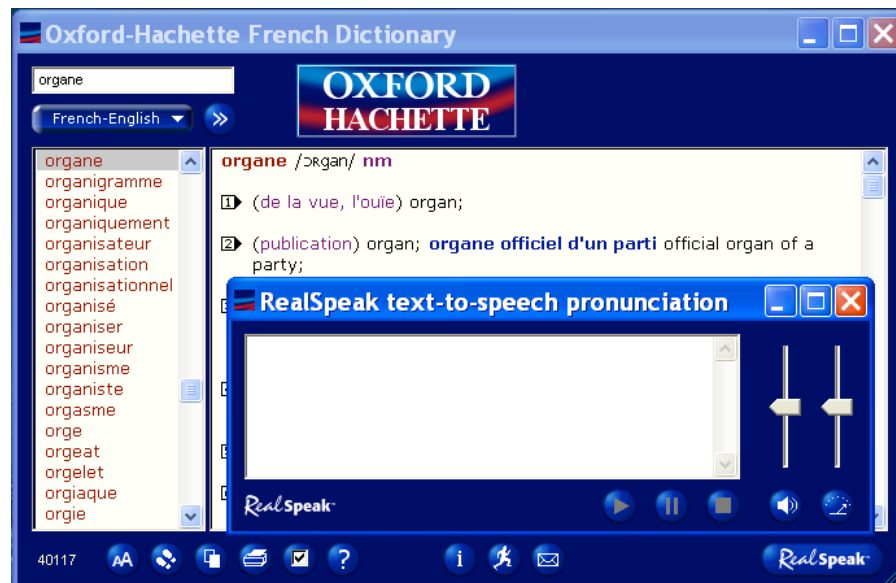 Oxford-Hachette French Dictionary
organe
OXFORD
HACHETTE
French-English
organe
organigramme
organique
organiquement
organisateur
organisation
organisationnel
organisé
organiser
organiseur
organisme
organiste
orgasme
orge
orgeat
orgelet
orgiaque
orgie
organe /ɔʀgan/ nm
1 (de la vue, l'ouïe) organ;
2 (publication) organ; organe officiel d'un parti official organ of a
party;
RealSpeak text-to-speech pronunciation
RealSpeak
40117
AA
?
i
RealSpeak